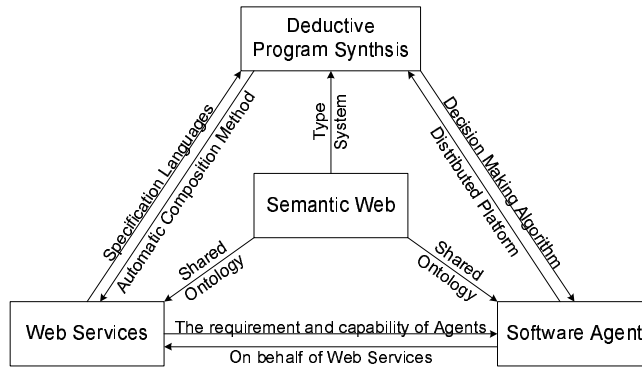 Deductive
Program Synthsis
Specification Languages
Automatic Composition Method
Type
System
Decision Making Algorithm
Distributed Platform
Semantic Web
Shared
Ontology
Shared
Ontology
Web Services
The requirement and capability of Agents
On behalf of Web Services
Software Agent